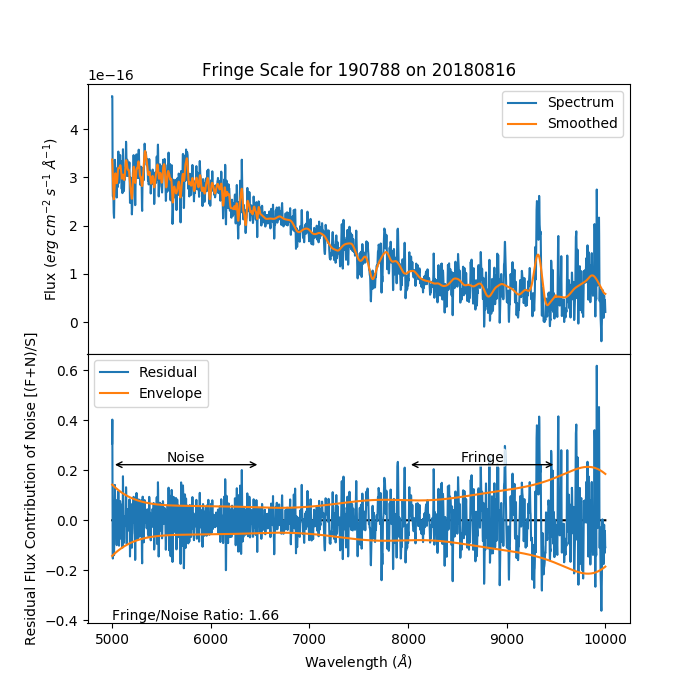 Fringe Scale for 190788 on 20180816
1e−16
Spectrum
Smoothed
4
3
2
1
0
Flux (erg cm⁻² s⁻¹ Å⁻¹)
Residual
Envelope
Noise
Fringe
0.6
0.4
0.2
0.0
−0.2
−0.4
Residual Flux Contribution of Noise [(F+N)/S]
Fringe/Noise Ratio: 1.66
5000 6000 7000 8000 9000 10000
Wavelength (Å)